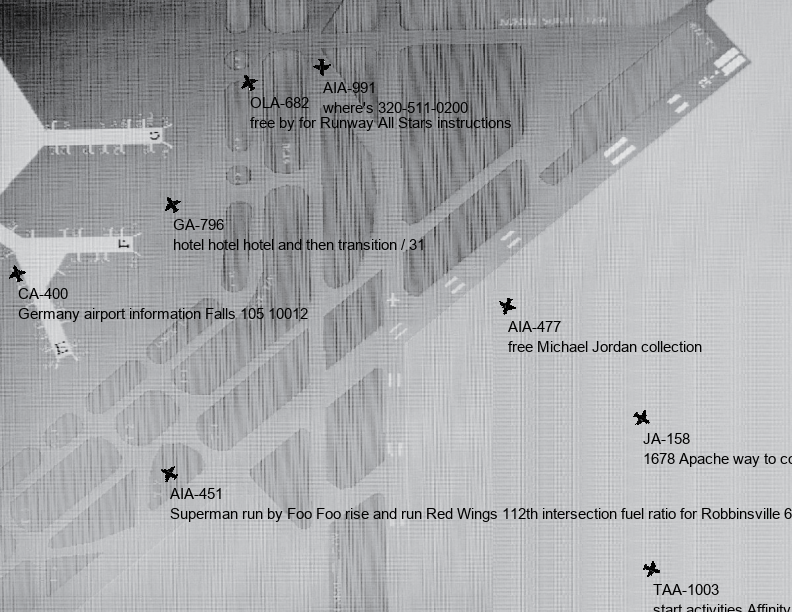 AIA-991
OLA-682
where's 320-511-0200
free by for Runway All Stars instructions
GA-796
hotel hotel hotel and then transition / 31
CA-400
Germany airport information Falls 105 10012
AIA-477
free Michael Jordan collection
JA-158
1678 Apache way to co
AIA-451
Superman run by Foo Foo rise and run Red Wings 112th intersection fuel ratio for Robbinsville 6
TAA-1003
start activities Affinity